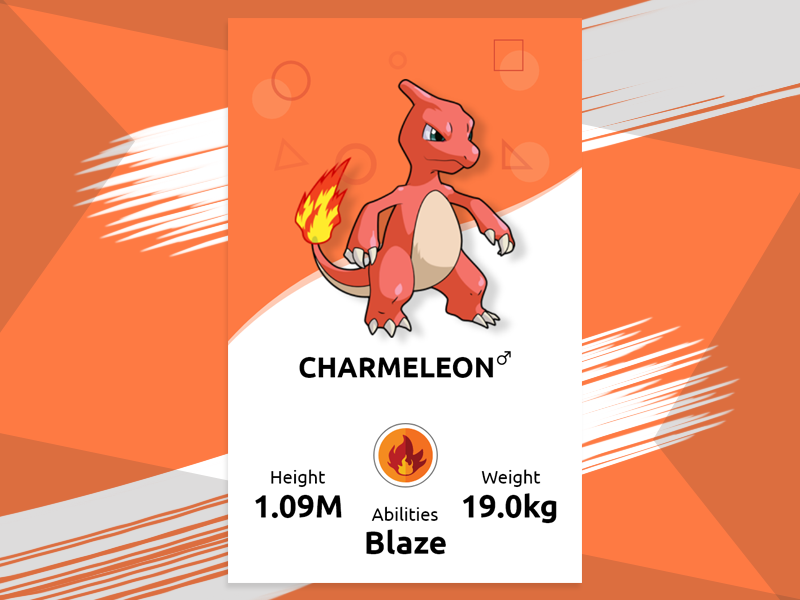 CHARMELEON♂
Height
1.09M
Abilities
Blaze
Weight
19.0kg